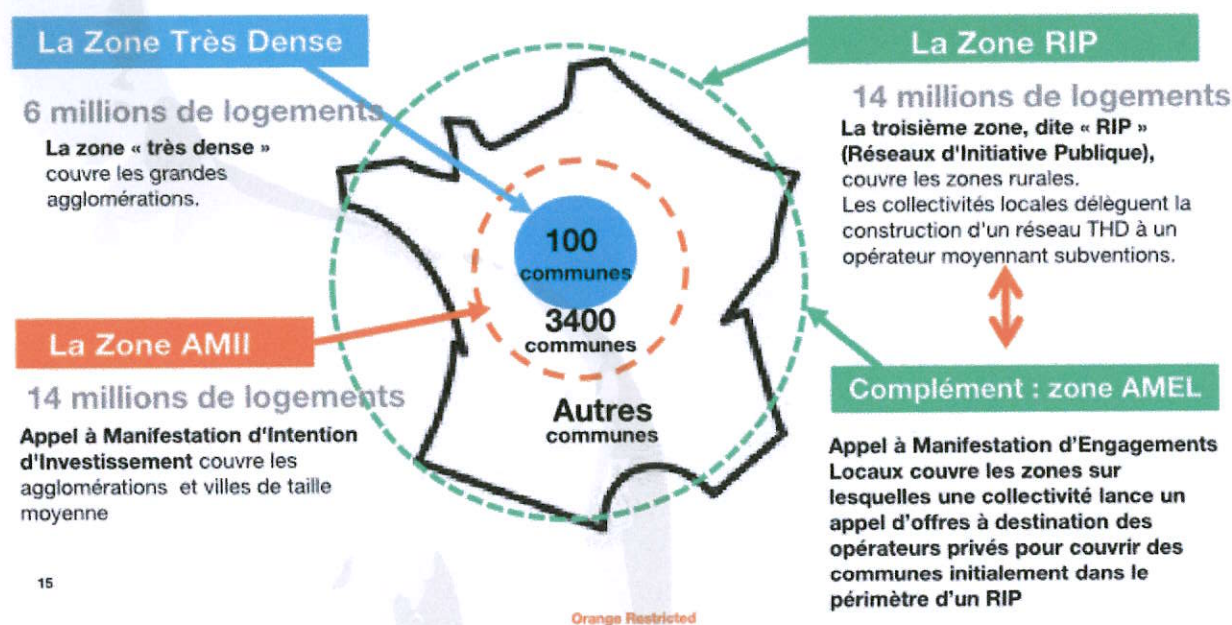 La Zone Très Dense
6 millions de logements
La zone « très dense »
couvre les grandes
agglomérations.
La Zone AMII
14 millions de logements
Appel à Manifestation d'Intention
d'Investissement couvre les
agglomérations et villes de taille
moyenne
100
communes
3400
communes
Autres
communes
La Zone RIP
14 millions de logements
La troisième zone, dite « RIP »
(Réseaux d'Initiative Publique),
couvre les zones rurales.
Les collectivités locales délèguent la
construction d'un réseau THD à un
opérateur moyennant subventions.
Complément : zone AMEL
Appel à Manifestation d'Engagements
Locaux couvre les zones sur
lesquelles une collectivité lance un
appel d'offres à destination des
opérateurs privés pour couvrir des
communes initialement dans le
périmètre d'un RIP
15
Orange Restricted